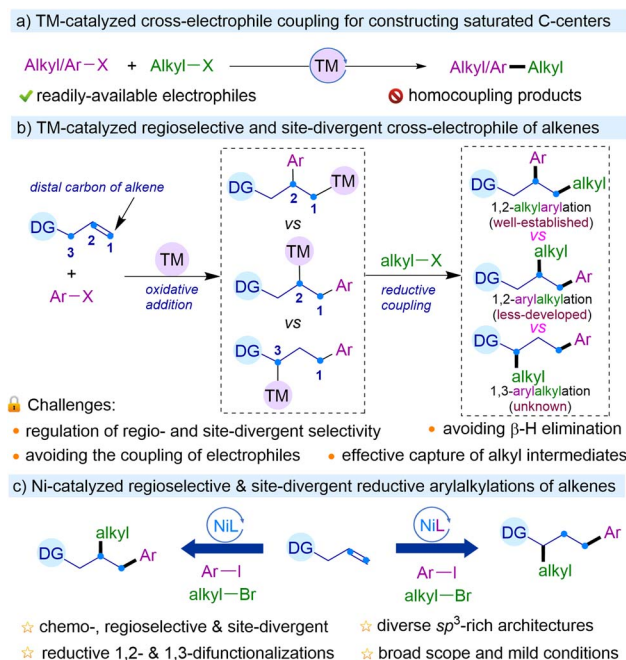 a) TM-catalyzed cross-electrophile coupling for constructing saturated C-centers
Alkyl/Ar–X + Alkyl–X TM Alkyl/Ar–Alkyl
readily-available electrophiles homocoupling products
b) TM-catalyzed regioselective and site-divergent cross-electrophile of alkenes
distal carbon of alkene
DG 3 2 1
+
Ar–X
TM
oxidative
addition
DG Ar TM 2 1
vs
TM
DG 2 1 Ar
vs
DG 3 1 Ar
TM
alkyl–X
reductive
coupling
DG Ar alkyl
1,2-alkylarylation
(well-established)
vs
alkyl
DG Ar
1,2-arylalkylation
(less-developed)
vs
DG Ar
alkyl
1,3-arylalkylation
(unknown)
Challenges:
regulation of regio- and site-divergent selectivity
avoiding β-H elimination
avoiding the coupling of electrophiles
effective capture of alkyl intermediates
c) Ni-catalyzed regioselective & site-divergent reductive arylalkylations of alkenes
alkyl
DG Ar
NiL
Ar–I
alkyl–Br
DG
NiL
Ar–I
alkyl–Br
DG Ar
alkyl
chemo-, regioselective & site-divergent
diverse sp3-rich architectures
reductive 1,2- & 1,3-difunctionalizations
broad scope and mild conditions